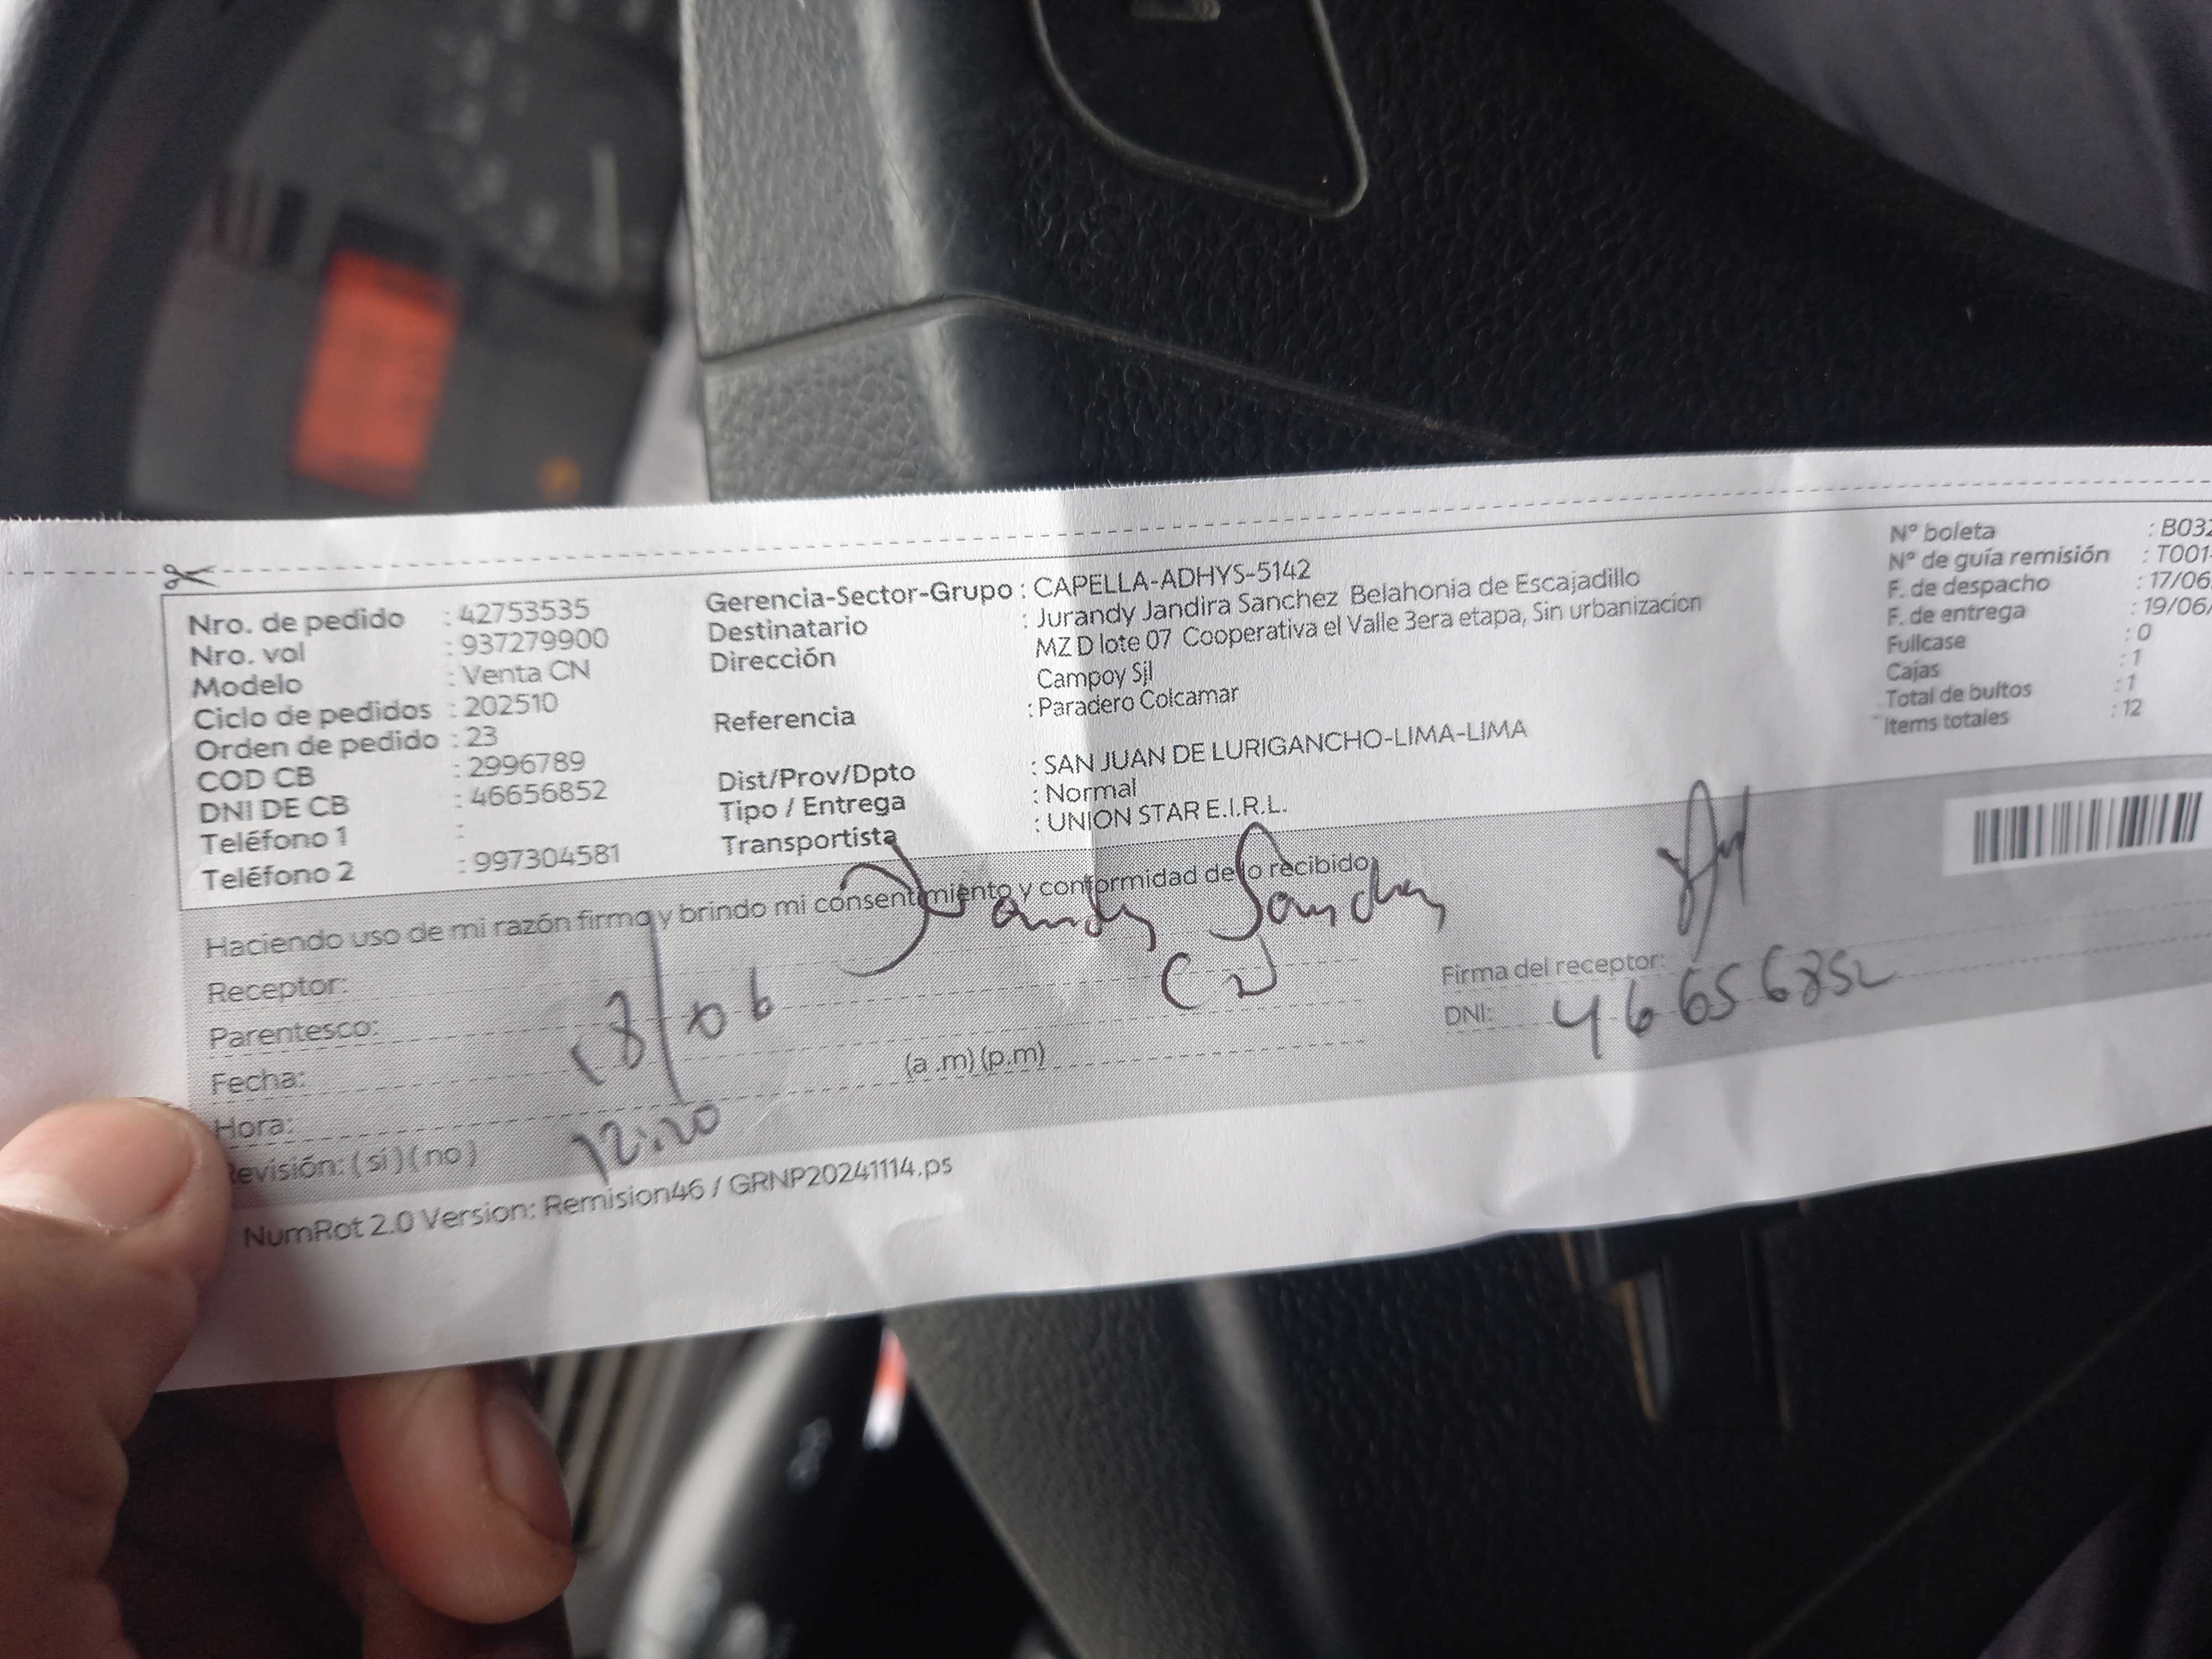 Nro. de pedido : 42753535
Nro. vol : 937279900
Modelo : Venta CN
Ciclo de pedidos : 202510
Orden de pedido : 23
COD CB : 2996789
DNI DE CB : 46656852
Teléfono 1 :
Teléfono 2 : 997304581
Gerencia-Sector-Grupo : CAPELLA-ADHYS-5142
Destinatario : Jurandy Jandira Sanchez Belahonia de Escajadillo
Dirección MZ D lote 07 Cooperativa el Valle 3era etapa, Sin urbanizacion
Campoy Sjl
Referencia : Paradero Colcamar
Dist/Prov/Dpto : SAN JUAN DE LURIGANCHO-LIMA-LIMA
Tipo / Entrega : Normal
Transportista : UNION STAR E.I.R.L.
N° boleta : B032
N° de guía remisión : T001-
F. de despacho : 17/06/
F. de entrega : 19/06/
Fullcase : 0
Cajas : 1
Total de bultos : 1
Items totales : 12
Haciendo uso de mi razón firmo y brindo mi consentimiento y conformidad de lo recibido
Receptor: Sanchez
Parentesco:
Fecha: 18/06
Hora: 12:20 (a .m) (p.m)
Revisión: ( si ) ( no )
Firma del receptor:
DNI: 46656852
NumRot 2.0 Version: Remision46 / GRNP20241114.ps